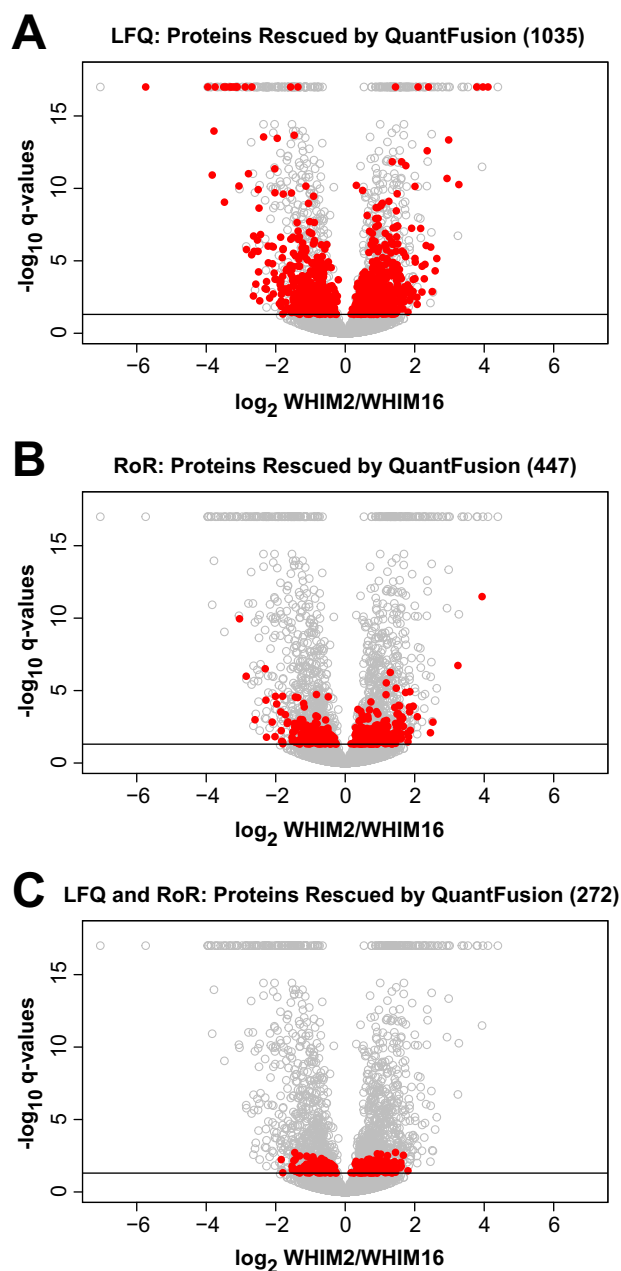 A
LFQ: Proteins Rescued by QuantFusion (1035)
15
10
5
0
-log10 q-values
−6 −4 −2 0 2 4 6
log2 WHIM2/WHIM16
B
RoR: Proteins Rescued by QuantFusion (447)
15
10
5
0
-log10 q-values
−6 −4 −2 0 2 4 6
log2 WHIM2/WHIM16
C
LFQ and RoR: Proteins Rescued by QuantFusion (272)
15
10
5
0
-log10 q-values
−6 −4 −2 0 2 4 6
log2 WHIM2/WHIM16